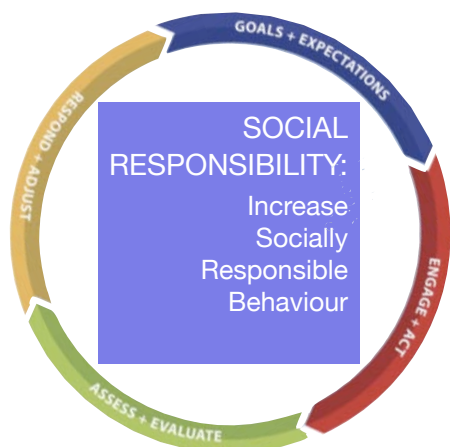 GOALS + EXPECTATIONS
SOCIAL
RESPONSIBILITY:
Increase
Socially
Responsible
Behaviour
ENGAGE + ACT
ASSESS + EVALUATE
RESPOND + ADJUST